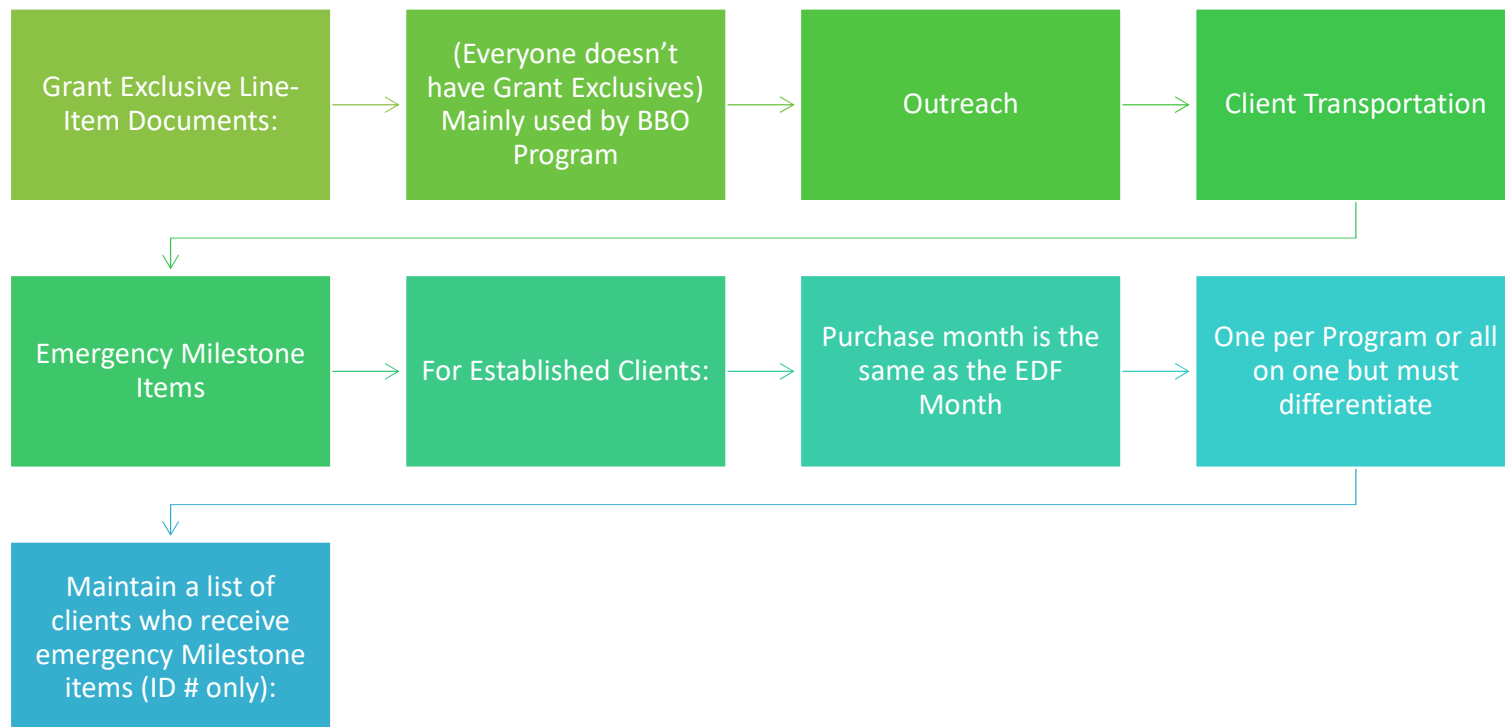 Grant Exclusive Line-
Item Documents:
(Everyone doesn’t
have Grant Exclusives)
Mainly used by BBO
Program
Outreach
Client Transportation
Emergency Milestone
Items
For Established Clients:
Purchase month is the
same as the EDF
Month
One per Program or all
on one but must
differentiate
Maintain a list of
clients who receive
emergency Milestone
items (ID # only):